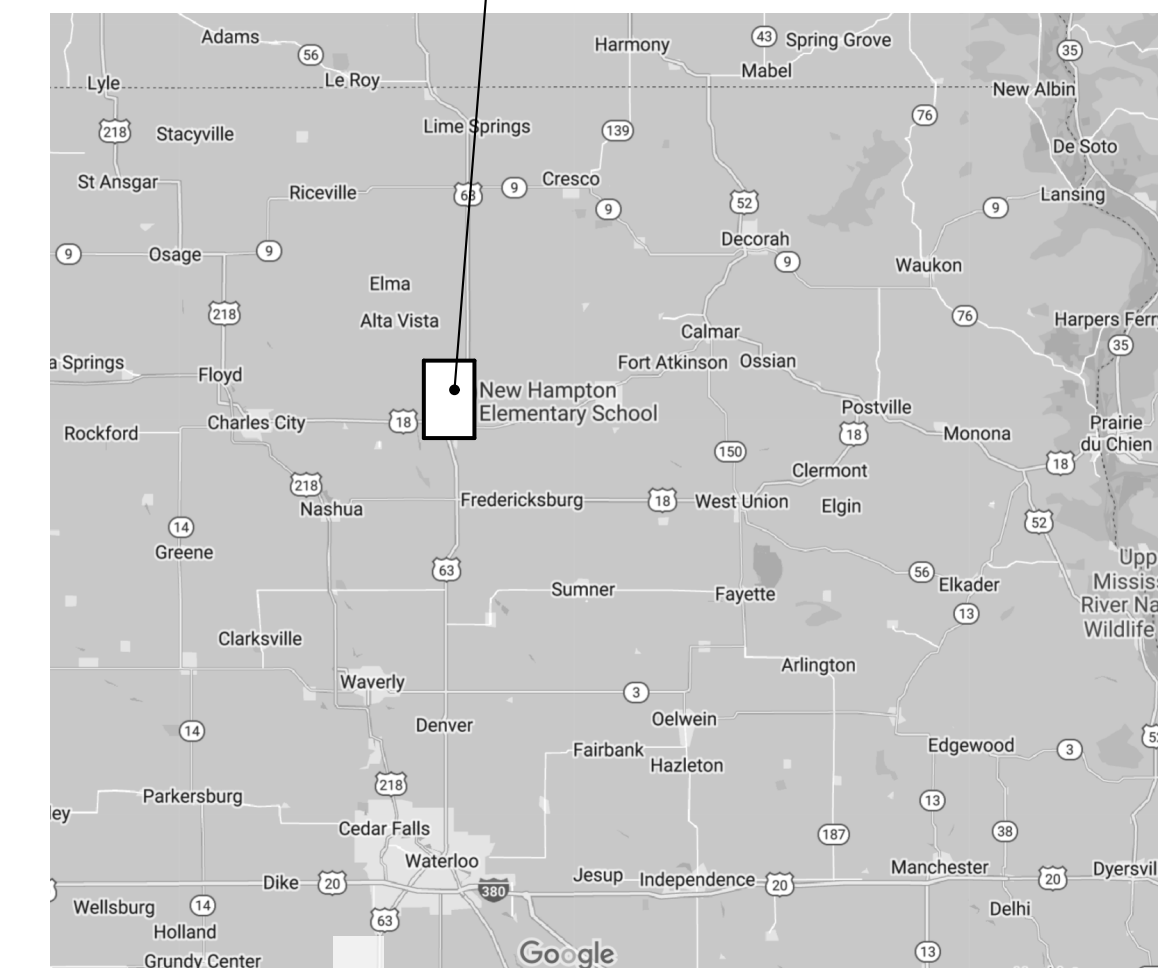 Adams
56
Le Roy
Harmony
43
Spring Grove
Mabel
35
New Albin
Lyle
218
Stacyville
Lime Springs
139
76
De Soto
St Ansgar
Riceville
63
9
Cresco
9
52
9
Lansing
9
Osage
9
Decorah
9
Waukon
Elma
218
Alta Vista
76
Harpers Ferr
Calmar
35
a Springs
Floyd
Fort Atkinson
Ossian
New Hampton
Elementary School
Charles City
18
Rockford
Postville
18
Monona
Prairie
du Chien
150
18
Clermont
218
Nashua
Fredericksburg
18
West Union
Elgin
14
Greene
52
63
56
Elkader
Upp
Missis
River Na
Wildlife
Sumner
Fayette
13
Clarksville
Arlington
Waverly
3
14
Denver
Oelwein
Fairbank
Hazleton
Edgewood
3
52
218
Parkersburg
ley
13
Cedar Falls
187
38
Waterloo
Dike
20
380
Jesup
Independence
20
Manchester
20
Dyersvil
Wellsburg
14
63
Delhi
Holland
Google
13
Grundy Center